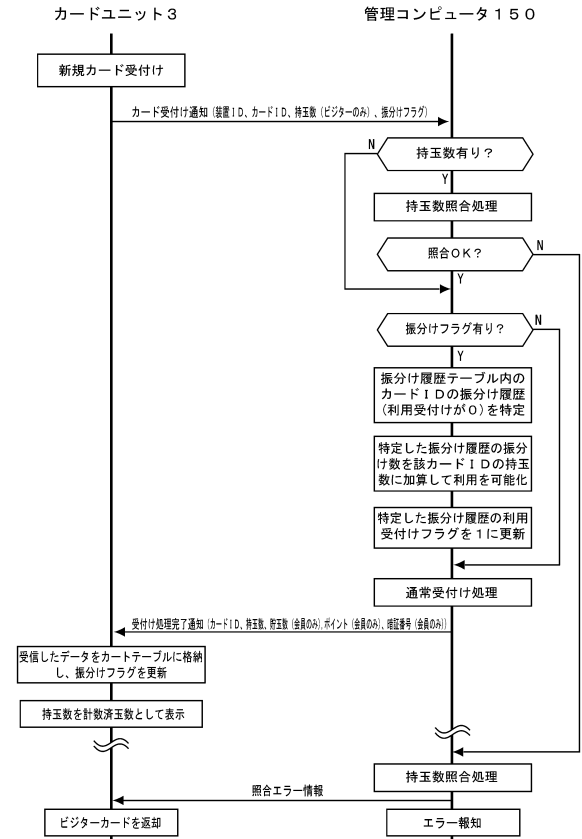 カードユニット３
管理コンピュータ１５０
新規カード受付け
カード受付け通知（装置ＩＤ、カードＩＤ、持玉数（ビジターのみ）、振分けフラグ）
持玉数有り？
N
Y
持玉数照合処理
照合ＯＫ？
N
Y
振分けフラグ有り？
N
Y
振分け履歴テーブル内の
カードＩＤの振分け履歴
（利用受付けが０）を特定
特定した振分け履歴の振分
け数を該カードＩＤの持玉
数に加算して利用を可能化
特定した振分け履歴の利用
受付けフラグを１に更新
通常受付け処理
受付け処理完了通知（カードＩＤ、持玉数、貯玉数（会員のみ）,ポイント（会員のみ）、暗証番号（会員のみ））
受信したデータをカートテーブルに格納
し、振分けフラグを更新
持玉数を計数済玉数として表示
持玉数照合処理
照合エラー情報
ビジターカードを返却
エラー報知